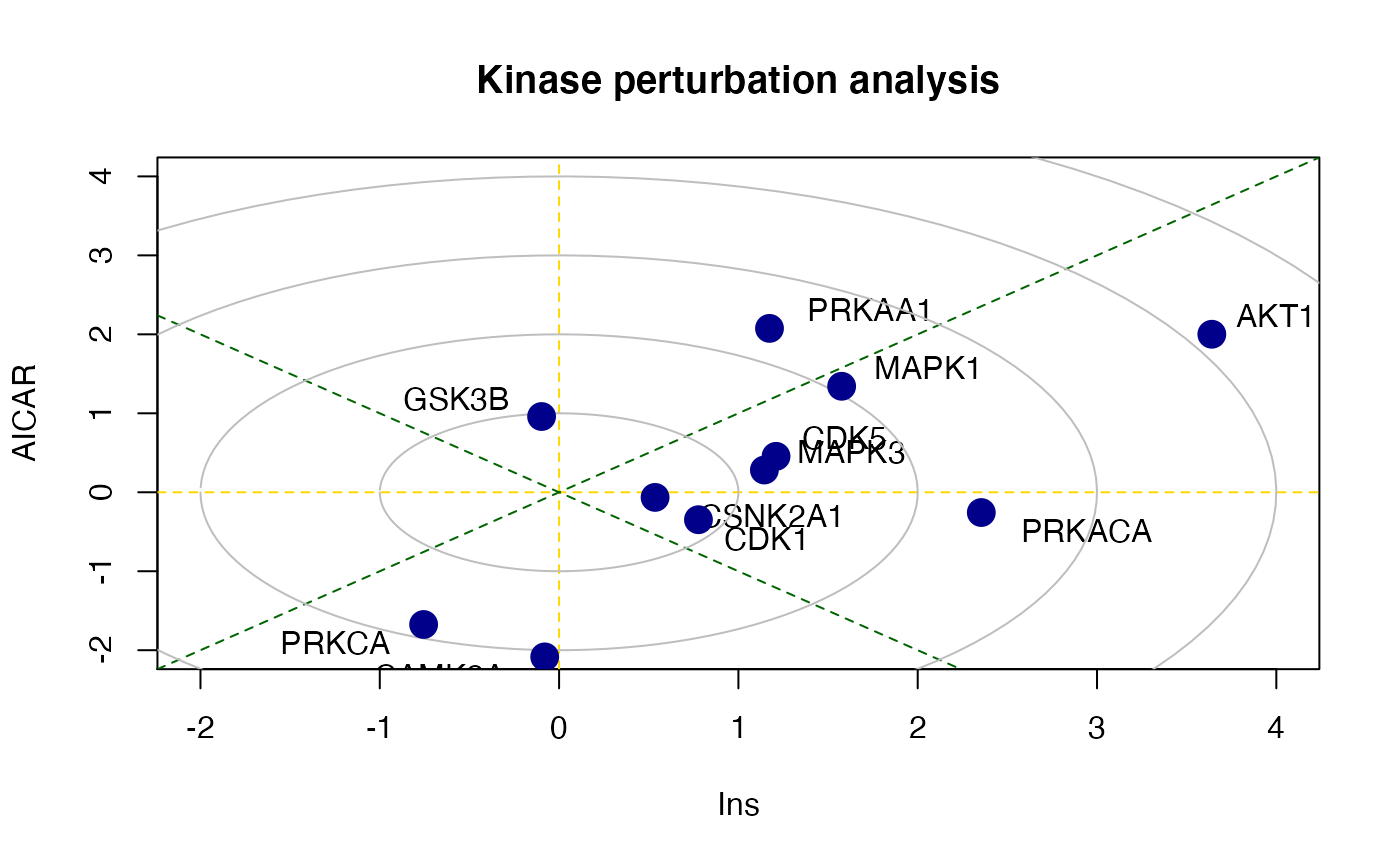 Kinase perturbation analysis
AICAR
4
3
2
1
0
-1
-2
PRKAA1
AKT1
MAPK1
GSK3B
CDK5
MAPK3
CSNK2A1
CDK1
PRKACA
PRKCA
-2
-1
0
1
2
3
4
Ins